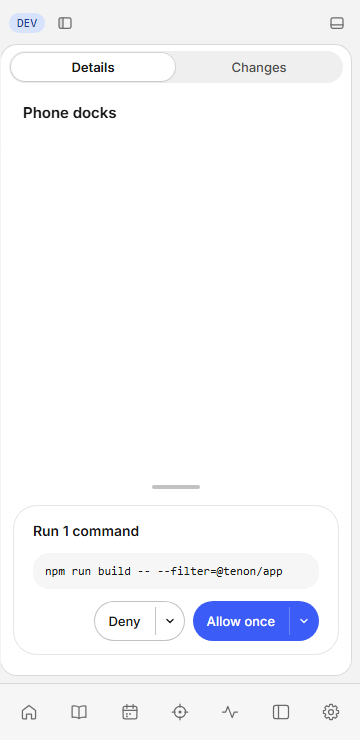 DEV
Details
Changes
Phone docks
Run 1 command
npm run build -- --filter=@tenon/app
Deny
Allow once